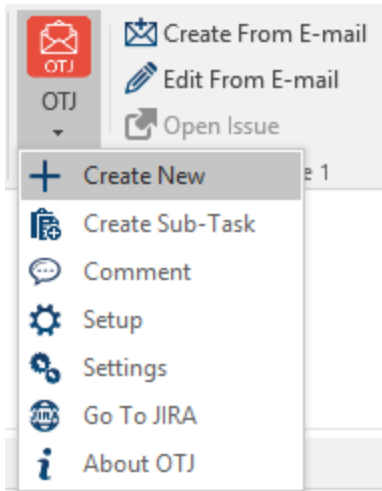 Create From E-mail
OTJ
Edit From E-mail
OTJ
Open Issue
Create New
e 1
Create Sub-Task
Comment
Setup
Settings
JIRA
Go To JIRA
About OTJ